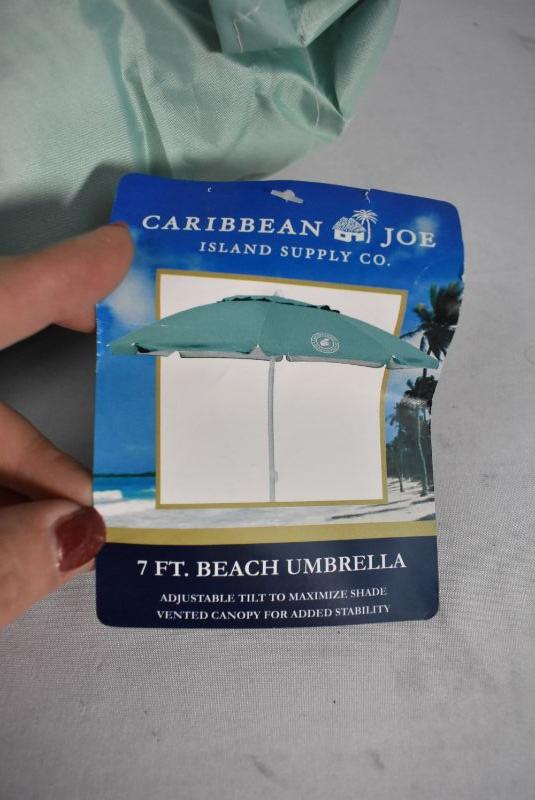 CARIBBEAN JOE
ISLAND SUPPLY CO.
7 FT. BEACH UMBRELLA
ADJUSTABLE TILT TO MAXIMIZE SHADE
VENTED CANOPY FOR ADDED STABILITY